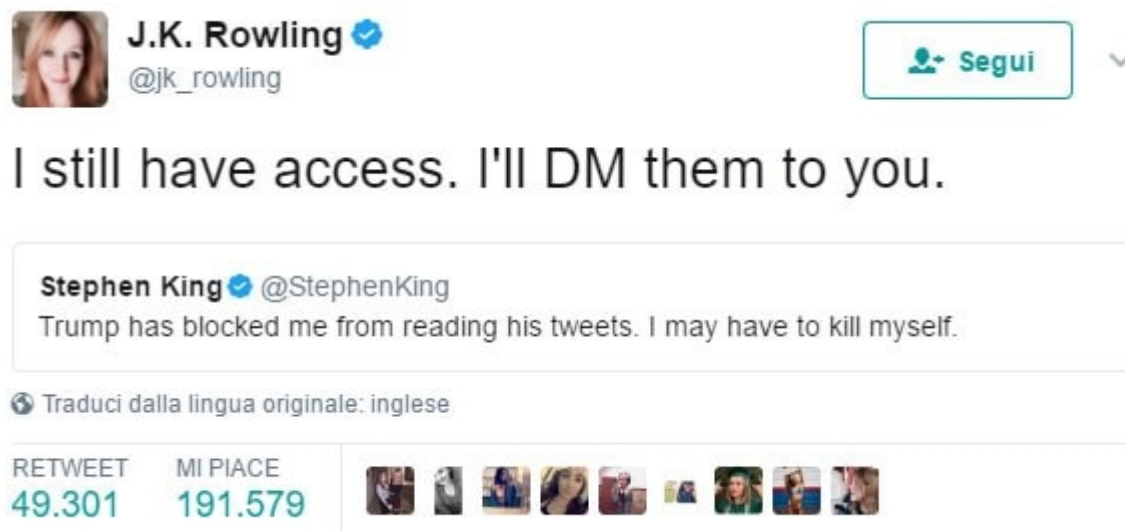 J.K. Rowling
@jk_rowling
Segui
I still have access. I'll DM them to you.
Stephen King @StephenKing
Trump has blocked me from reading his tweets. I may have to kill myself.
Traduci dalla lingua originale: inglese
RETWEET MI PIACE
49.301 191.579